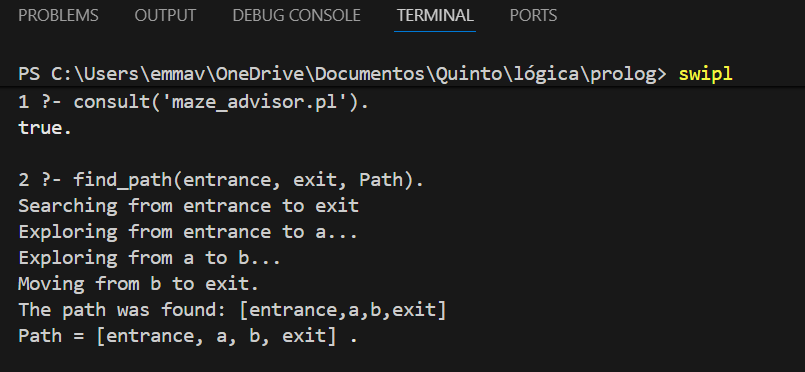 PROBLEMS OUTPUT DEBUG CONSOLE TERMINAL PORTS
PS C:\Users\emmav\OneDrive\Documentos\Quinto\lógica\prolog> swipl
1 ?- consult('maze_advisor.pl').
true.
2 ?- find_path(entrance, exit, Path).
Searching from entrance to exit
Exploring from entrance to a...
Exploring from a to b...
Moving from b to exit.
The path was found: [entrance,a,b,exit]
Path = [entrance, a, b, exit] .